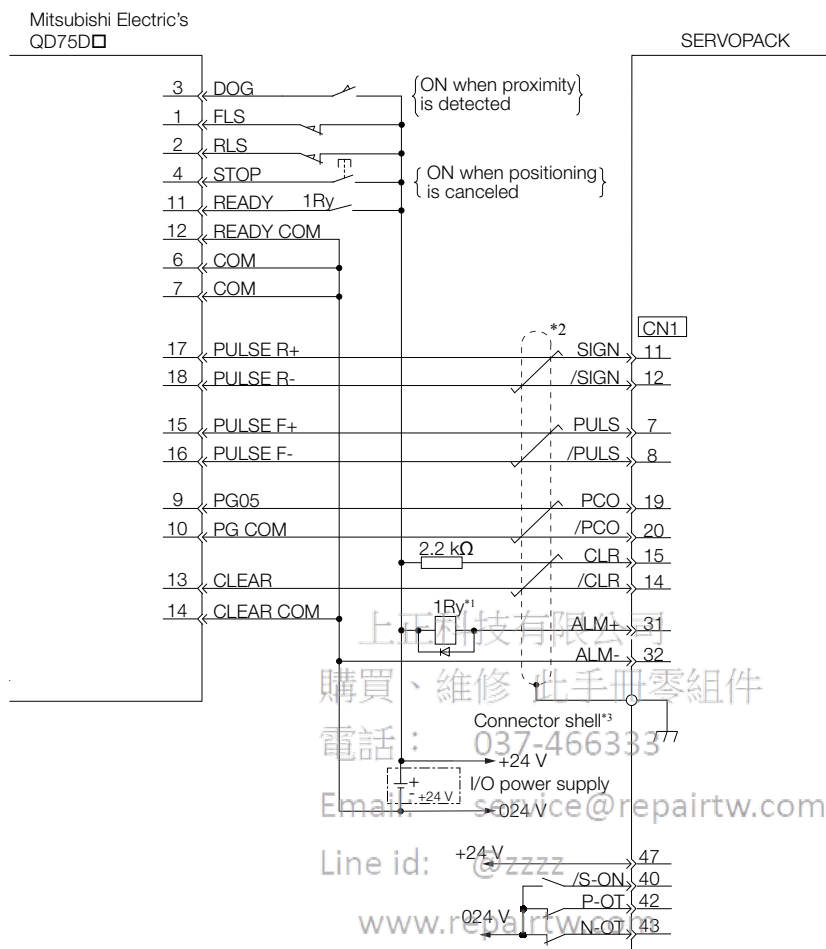 Mitsubishi Electric's
QD75D□
SERVOPACK
3 DOG
ON when proximity
is detected
1 FLS
2 RLS
4 STOP
ON when positioning
is canceled
11 READY 1Ry
12 READY COM
6 COM
7 COM
*2
CN1
17 PULSE R+ SIGN 11
18 PULSE R- /SIGN 12
15 PULSE F+ PULS 7
16 PULSE F- /PULS 8
9 PG05 PCO 19
10 PG COM /PCO 20
2.2 kΩ CLR 15
13 CLEAR /CLR 14
14 CLEAR COM
1Ry*1 ALM+ 31
上正科技有限公司
ALM- 32
購買、維修 此手冊零組件
Connector shell*3
電話： 037-466333
+24 V
I/O power supply
+ - +24 V
Email: service@repairtw.com
024 V
Line id: @zzzz
+24 V 47
/S-ON 40
P-OT 42
024 V N-OT 43
www.repairtw.com